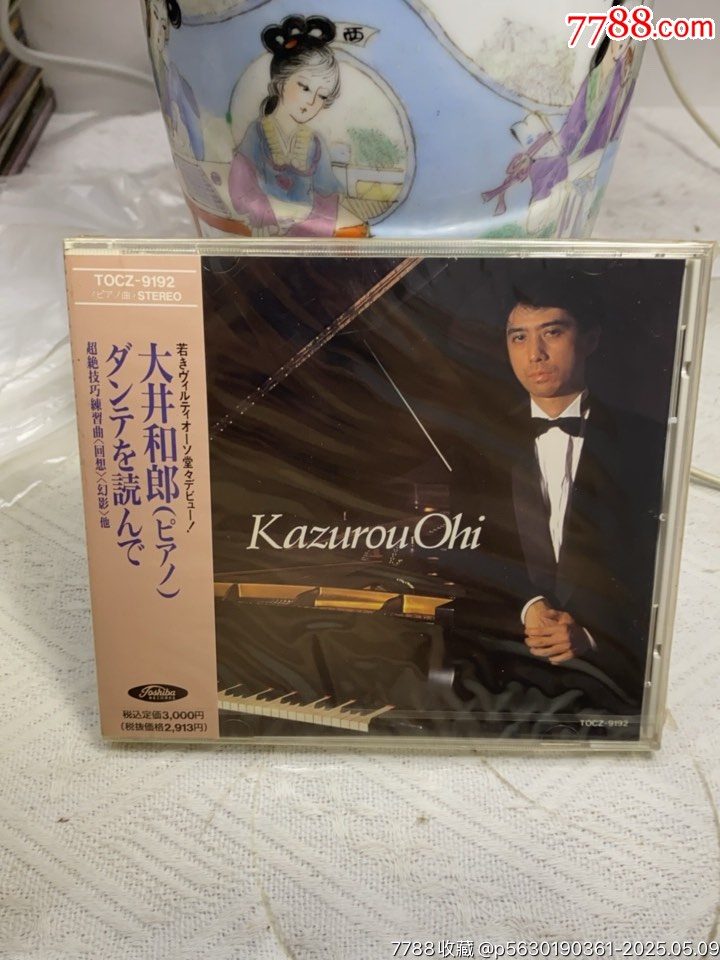 7788.com
西
TOCZ-9192
(ピアノ曲)・STEREO
若きヴィルティオーソ堂々デビュー!
大井和郎(ピアノ)
ダンテを読んで
超絶技巧練習曲〈回想〉〈幻影〉他
Kazurou Ohi
Toshiba
RECORDS
税込定価3,000円
(税抜価格2,913円)
TOCZ-9192
7788收藏 @p5630190361-2025.05.09